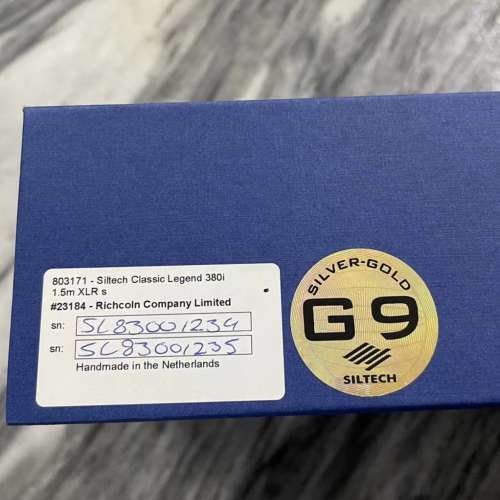 803171 - Siltech Classic Legend 380i
1.5m XLR s
#23184 - Richcoln Company Limited
sn: SL83001234
sn: SL83001235
Handmade in the Netherlands
SILVER-GOLD
G9
SILTECH